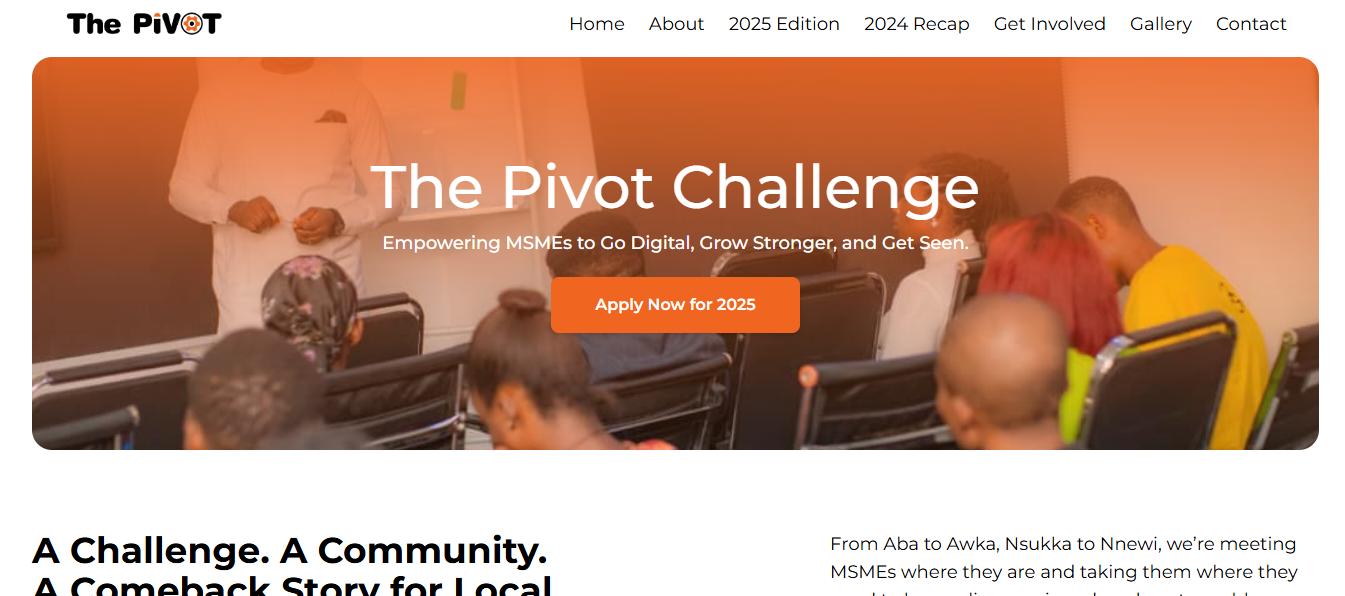 The PiVOT
Home About 2025 Edition 2024 Recap Get Involved Gallery Contact
The Pivot Challenge
Empowering MSMEs to Go Digital, Grow Stronger, and Get Seen.
Apply Now for 2025
A Challenge. A Community.
A Comeback Story for Local
From Aba to Awka, Nsukka to Nnewi, we’re meeting
MSMEs where they are and taking them where they